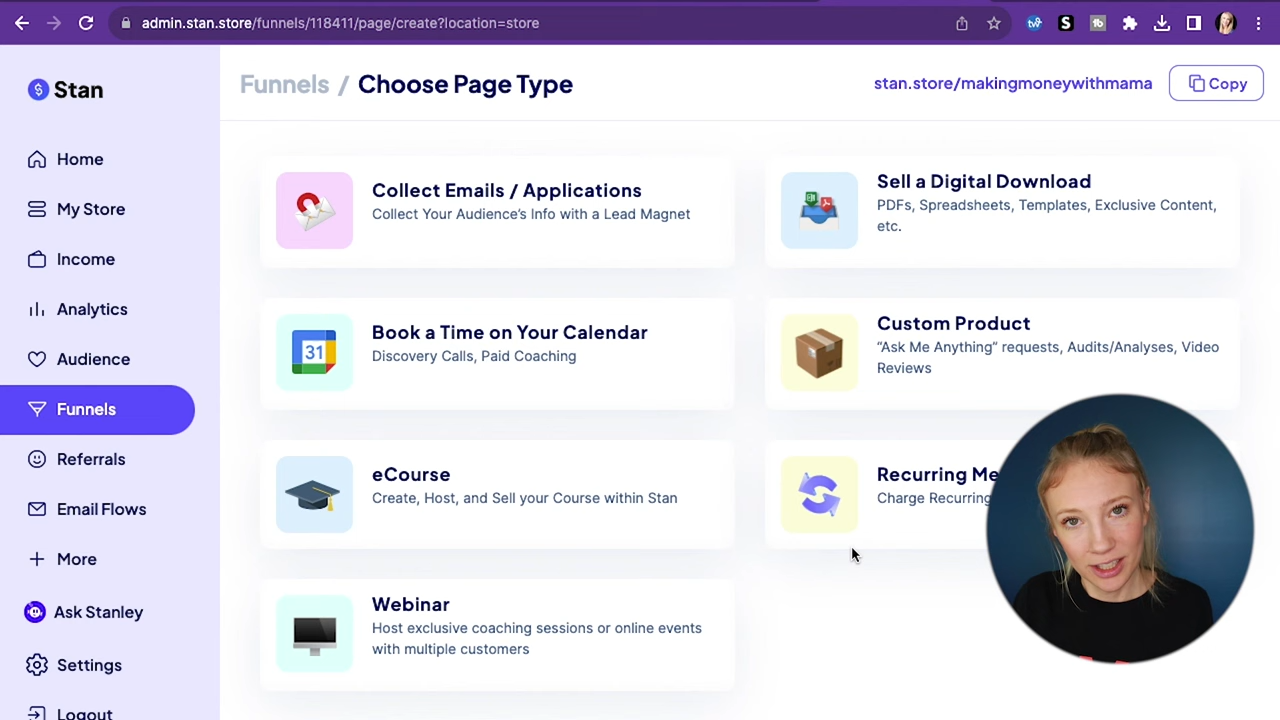 admin.stan.store/funnels/118411/page/create?location=store
Stan
Home
My Store
Income
Analytics
Audience
Funnels
Referrals
Email Flows
More
Ask Stanley
Settings
Logout
Funnels / Choose Page Type
stan.store/makingmoneywithmama
Copy
Collect Emails / Applications
Collect Your Audience’s Info with a Lead Magnet
Sell a Digital Download
PDFs, Spreadsheets, Templates, Exclusive Content,
etc.
Book a Time on Your Calendar
Discovery Calls, Paid Coaching
31
Custom Product
“Ask Me Anything” requests, Audits/Analyses, Video
Reviews
eCourse
Create, Host, and Sell your Course within Stan
Recurring Me
Charge Recurring
Webinar
Host exclusive coaching sessions or online events
with multiple customers